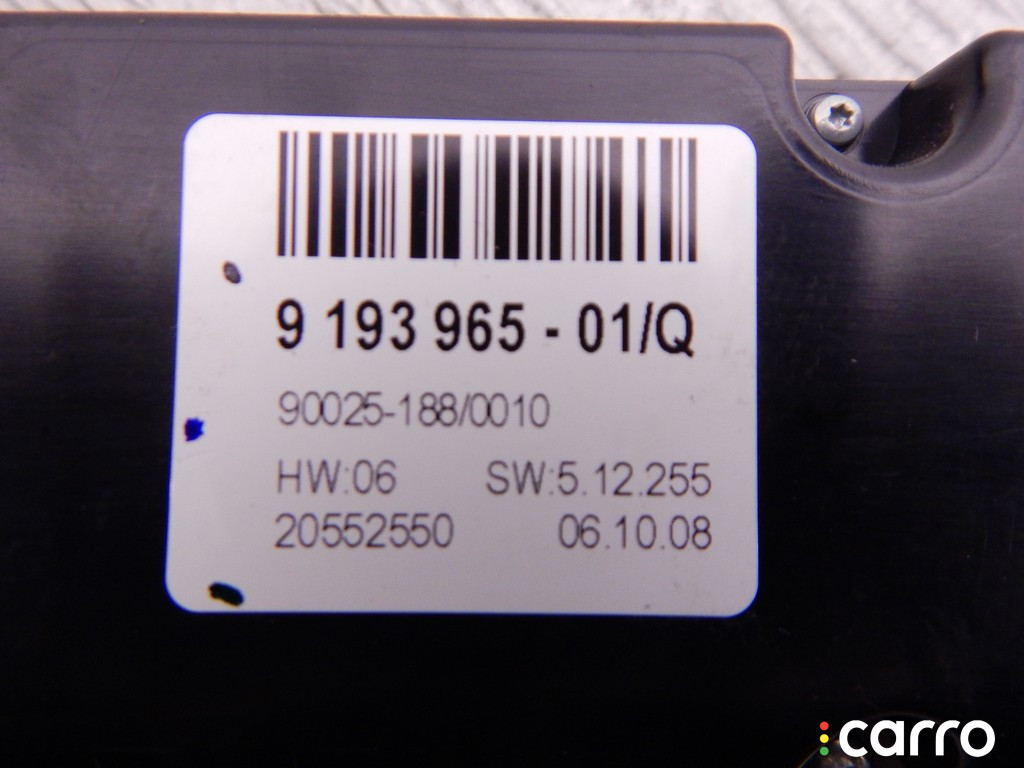 9 193 965 - 01/Q
90025-188/0010
HW:06 SW:5.12.255
20552550 06.10.08
carro